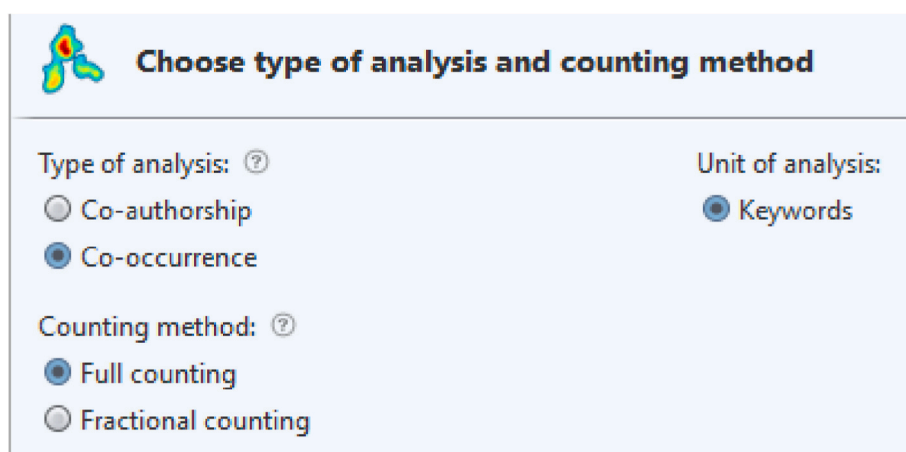 Choose type of analysis and counting method
Type of analysis: ?
Unit of analysis:
Co-authorship
Keywords
Co-occurrence
Counting method: ?
Full counting
Fractional counting